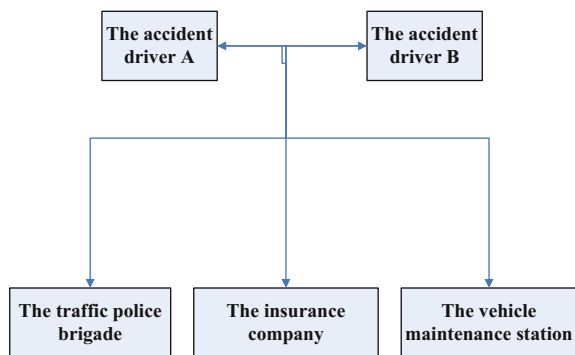 The accident
driver A
The accident
driver B
The traffic police
brigade
The insurance
company
The vehicle
maintenance station